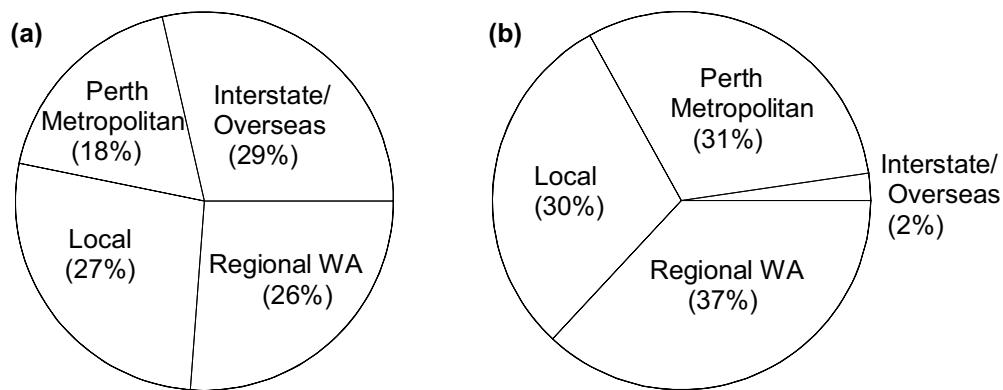 (a)
Perth
Metropolitan
(18%)
Interstate/
Overseas
(29%)
Local
(27%)
Regional WA
(26%)
(b)
Perth
Metropolitan
(31%)
Local
(30%)
Interstate/
Overseas
(2%)
Regional WA
(37%)